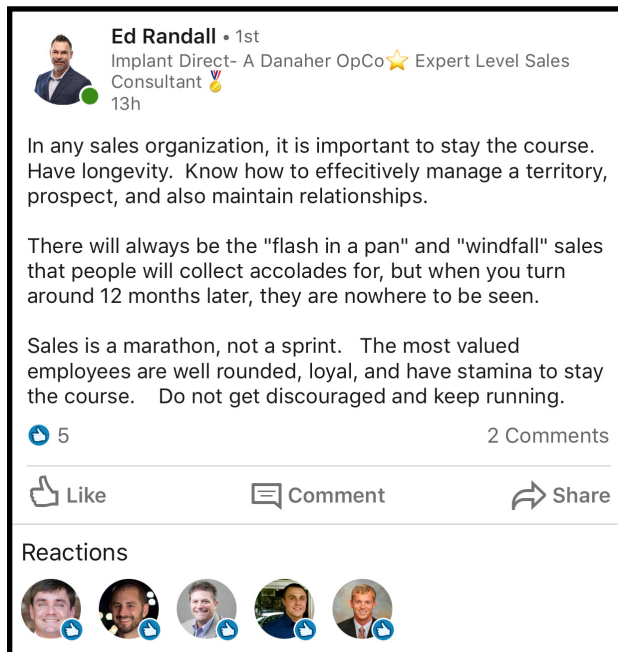 Ed Randall • 1st
Implant Direct- A Danaher OpCo⭐ Expert Level Sales
Consultant 🏅
13h
In any sales organization, it is important to stay the course.
Have longevity.  Know how to effecitively manage a territory,
prospect, and also maintain relationships.
There will always be the "flash in a pan" and "windfall" sales
that people will collect accolades for, but when you turn
around 12 months later, they are nowhere to be seen.
Sales is a marathon, not a sprint.   The most valued
employees are well rounded, loyal, and have stamina to stay
the course.    Do not get discouraged and keep running.
5 2 Comments
Like Comment Share
Reactions